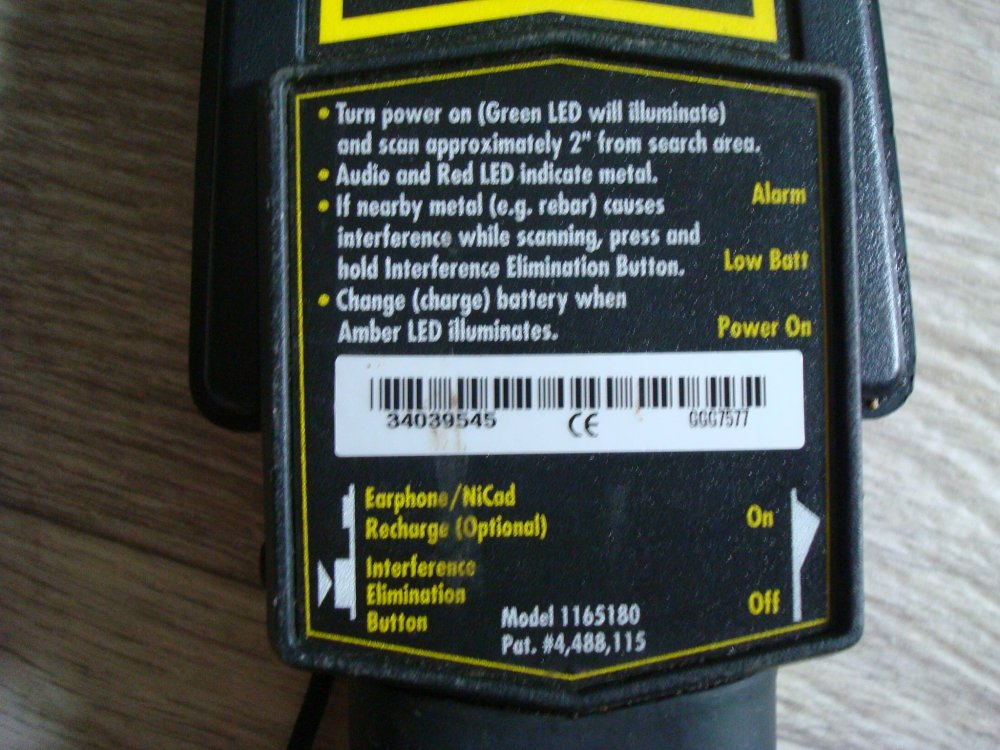 • Turn power on (Green LED will illuminate)
and scan approximately 2" from search area.
• Audio and Red LED indicate metal.
Alarm
• If nearby metal (e.g. rebar) causes
interference while scanning, press and
hold Interference Elimination Button.
Low Batt
• Change (charge) battery when
Amber LED illuminates.
Power On
34039545 CE GGG7577
Earphone/NiCad
Recharge (Optional)
On
Interference
Elimination
Button
Off
Model 1165180
Pat. #4,488,115